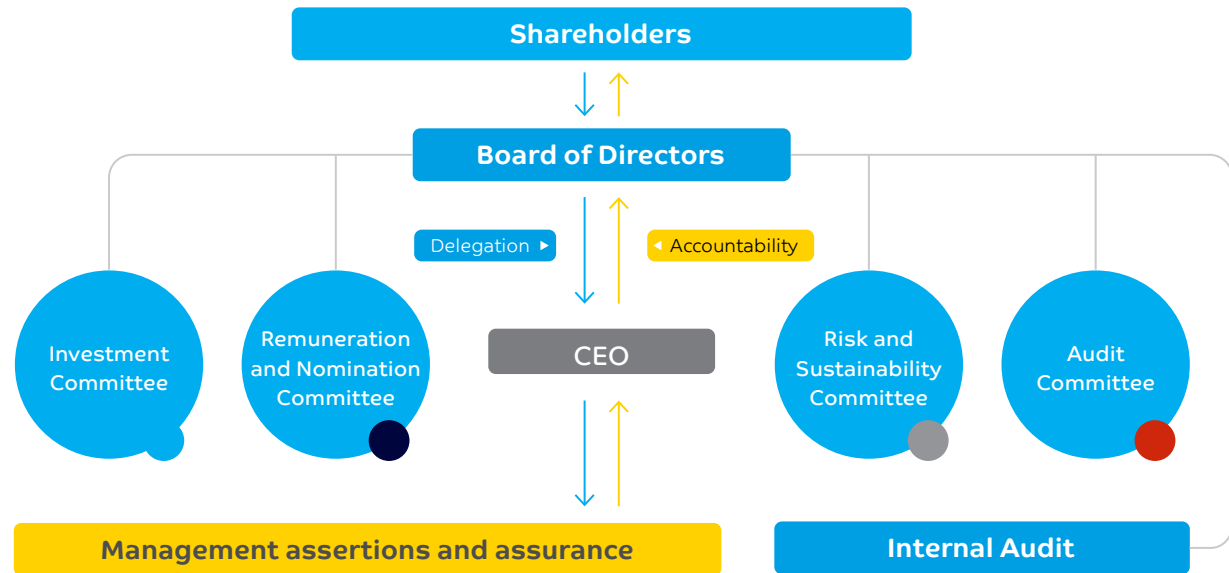 Shareholders
Board of Directors
Delegation
Accountability
Investment
Committee
Remuneration
and Nomination
Committee
CEO
Risk and
Sustainability
Committee
Audit
Committee
Management assertions and assurance
Internal Audit